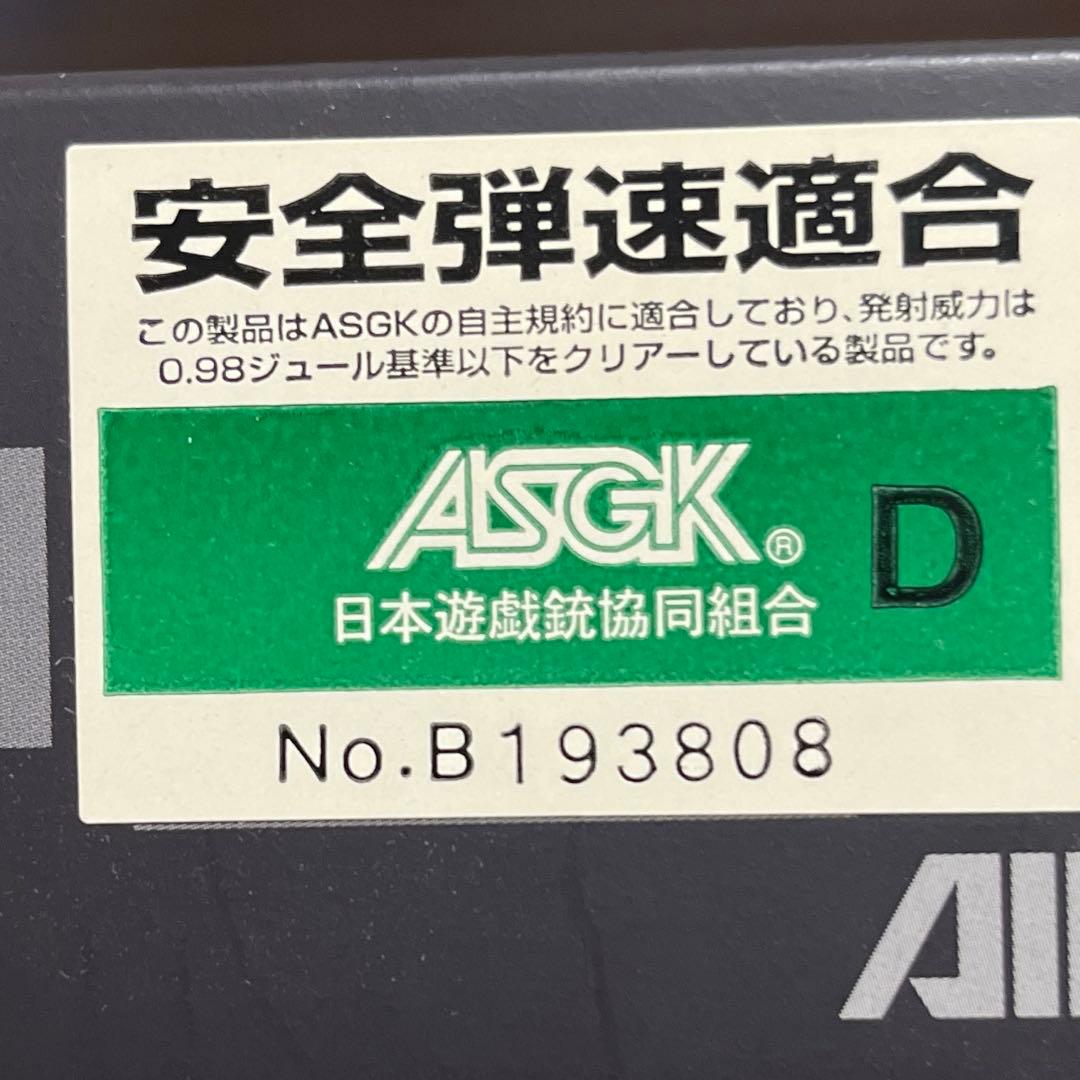 安全弾速適合
この製品はASGKの自主規約に適合しており、発射威力は
0.98ジュール基準以下をクリアーしている製品です。
ASGK® D
日本遊戯銃協同組合
No.B193808